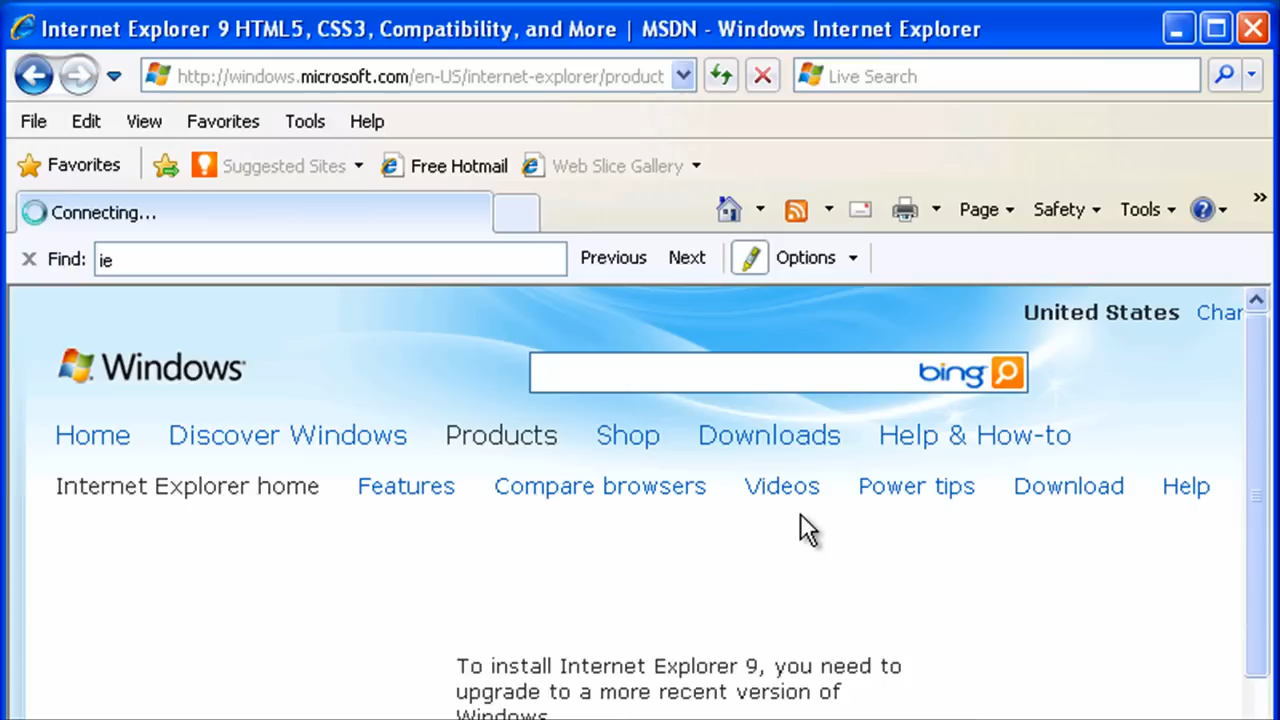 Internet Explorer 9 HTML5, CSS3, Compatibility, and More | MSDN - Windows Internet Explorer
http://windows.microsoft.com/en-US/internet-explorer/product Live Search
File Edit View Favorites Tools Help
Favorites Suggested Sites Free Hotmail Web Slice Gallery
Connecting... Page Safety Tools »
x Find: ie Previous Next Options
United States Char
Windows bing
Home Discover Windows Products Shop Downloads Help & How-to
Internet Explorer home Features Compare browsers Videos Power tips Download Help
To install Internet Explorer 9, you need to
upgrade to a more recent version of
Windows